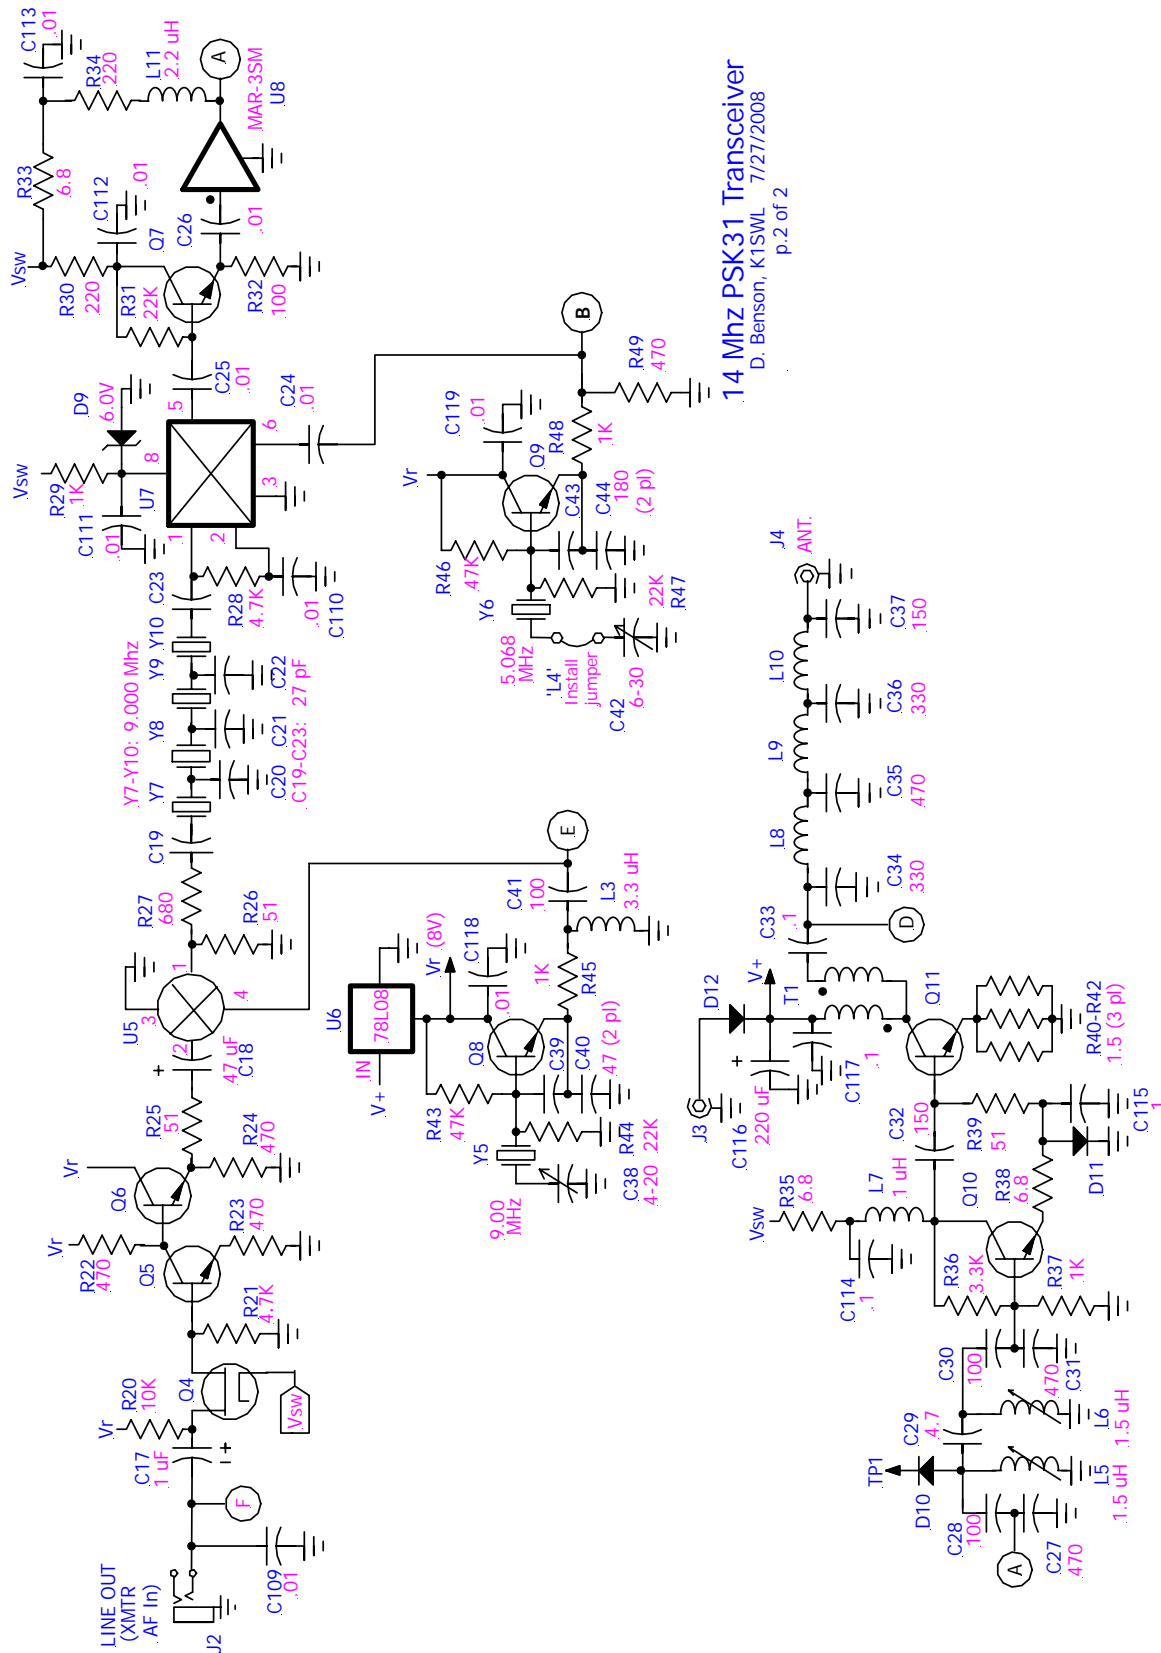 LINE OUT
(XMTR
AF In)
J2
C109
.01
F
C17
1 uF
+
Vr
R20
10K
Q4
Vsw
R21
4.7K
Vr
R22
470
Q5
R23
470
Vr
Q6
R24
470
R25
51
+
47 uF
C18
U5
2
3
1
4
R26
51
R27
680
C19
Y7-Y10: 9.000 Mhz
Y7
Y8
Y9
Y10
C20
C21
C22
C19-C23: 27 pF
C23
R28
4.7K
.01
C110
1
2
3
5
6
8
U7
Vsw
R29
1K
C111
.01
D9
6.0V
C25
.01
C24
.01
Vsw
R30
220
R31
22K
Q7
C112
.01
R32
100
C26
.01
R33
6.8
C113
.01
R34
220
L11
2.2 uH
A
MAR-3SM
U8
V+
IN
U6
78L08
Vr (8V)
C118
.01
Q8
R43
47K
Y5
9.00
MHz
C38
4-20
R44
22K
C39
C40
47 (2 pl)
R45
1K
C41
100
L3
3.3 uH
E
Vr
R46
47K
Y6
5.068
MHz
'L4'
Install
jumper
C42
6-30
22K
R47
Q9
C119
.01
C43
C44
180
(2 pl)
R48
1K
R49
470
B
14 Mhz PSK31 Transceiver
D. Benson, K1SWL 7/27/2008
p.2 of 2
A
C27
470
C28
100
D10
TP1
L5
1.5 uH
C29
4.7
L6
1.5 uH
C30
100
470
C31
R36
3.3K
R37
1K
C114
.1
Vsw
R35
6.8
L7
1 uH
Q10
R38
6.8
D11
C115
.1
R39
51
C32
150
J3
D12
V+
C116
220 uF
+
C117
.1
T1
Q11
R40-R42
1.5 (3 pl)
C33
.1
D
C34
330
L8
C35
470
L9
C36
330
L10
C37
150
J4
ANT.